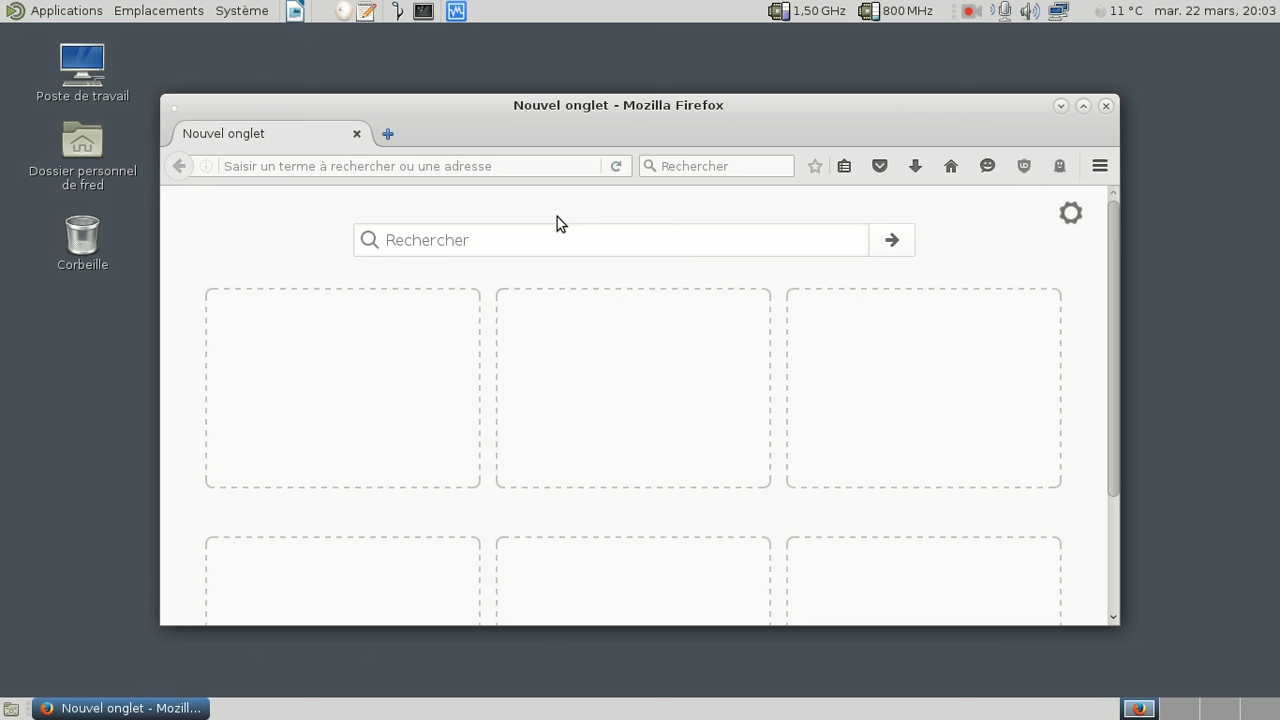 Applications Emplacements Système 1,50 GHz 800 MHz 11 °C mar. 22 mars, 20:03
Poste de travail
Dossier personnel
de fred
Corbeille
Nouvel onglet - Mozilla Firefox
Nouvel onglet
Saisir un terme à rechercher ou une adresse Rechercher
Rechercher
Nouvel onglet - Mozill...